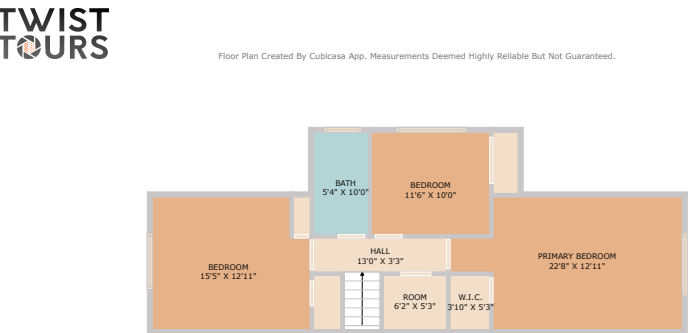 TWIST
TOURS
Floor Plan Created By Cubicasa App. Measurements Deemed Highly Reliable But Not Guaranteed.
BATH
5'4" X 10'0"
BEDROOM
11'6" X 10'0"
HALL
13'0" X 3'3"
PRIMARY BEDROOM
22'8" X 12'11"
BEDROOM
15'5" X 12'11"
ROOM
6'2" X 5'3"
W.I.C.
3'10" X 5'3"